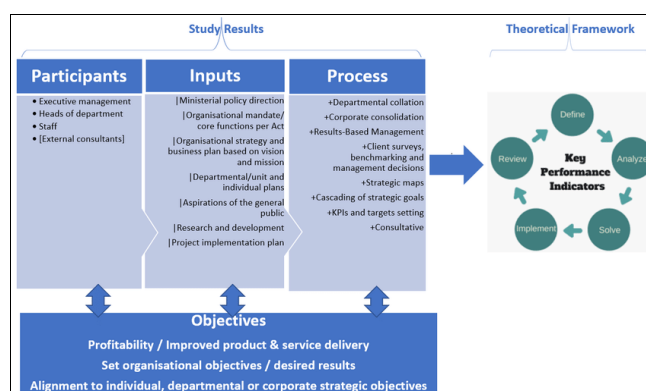 Study Results
Theoretical Framework
Participants
• Executive management
• Heads of department
• Staff
• [External consultants]
Inputs
|Ministerial policy direction
|Organisational mandate/
core functions per Act
|Organisational strategy and
business plan based on vision
and mission
|Departmental/unit and
individual plans
|Aspirations of the general
public
|Research and development
|Project implementation plan
Process
+Departmental collation
+Corporate consolidation
+Results-Based Management
+Client surveys,
benchmarking and
management decisions
+Strategic maps
+Cascading of strategic goals
+KPIs and targets setting
+Consultative
Define
Analyze
Solve
Implement
Review
Key
Performance
Indicators
Objectives
Profitability / Improved product & service delivery
Set organisational objectives / desired results
Alignment to individual, departmental or corporate strategic objectives